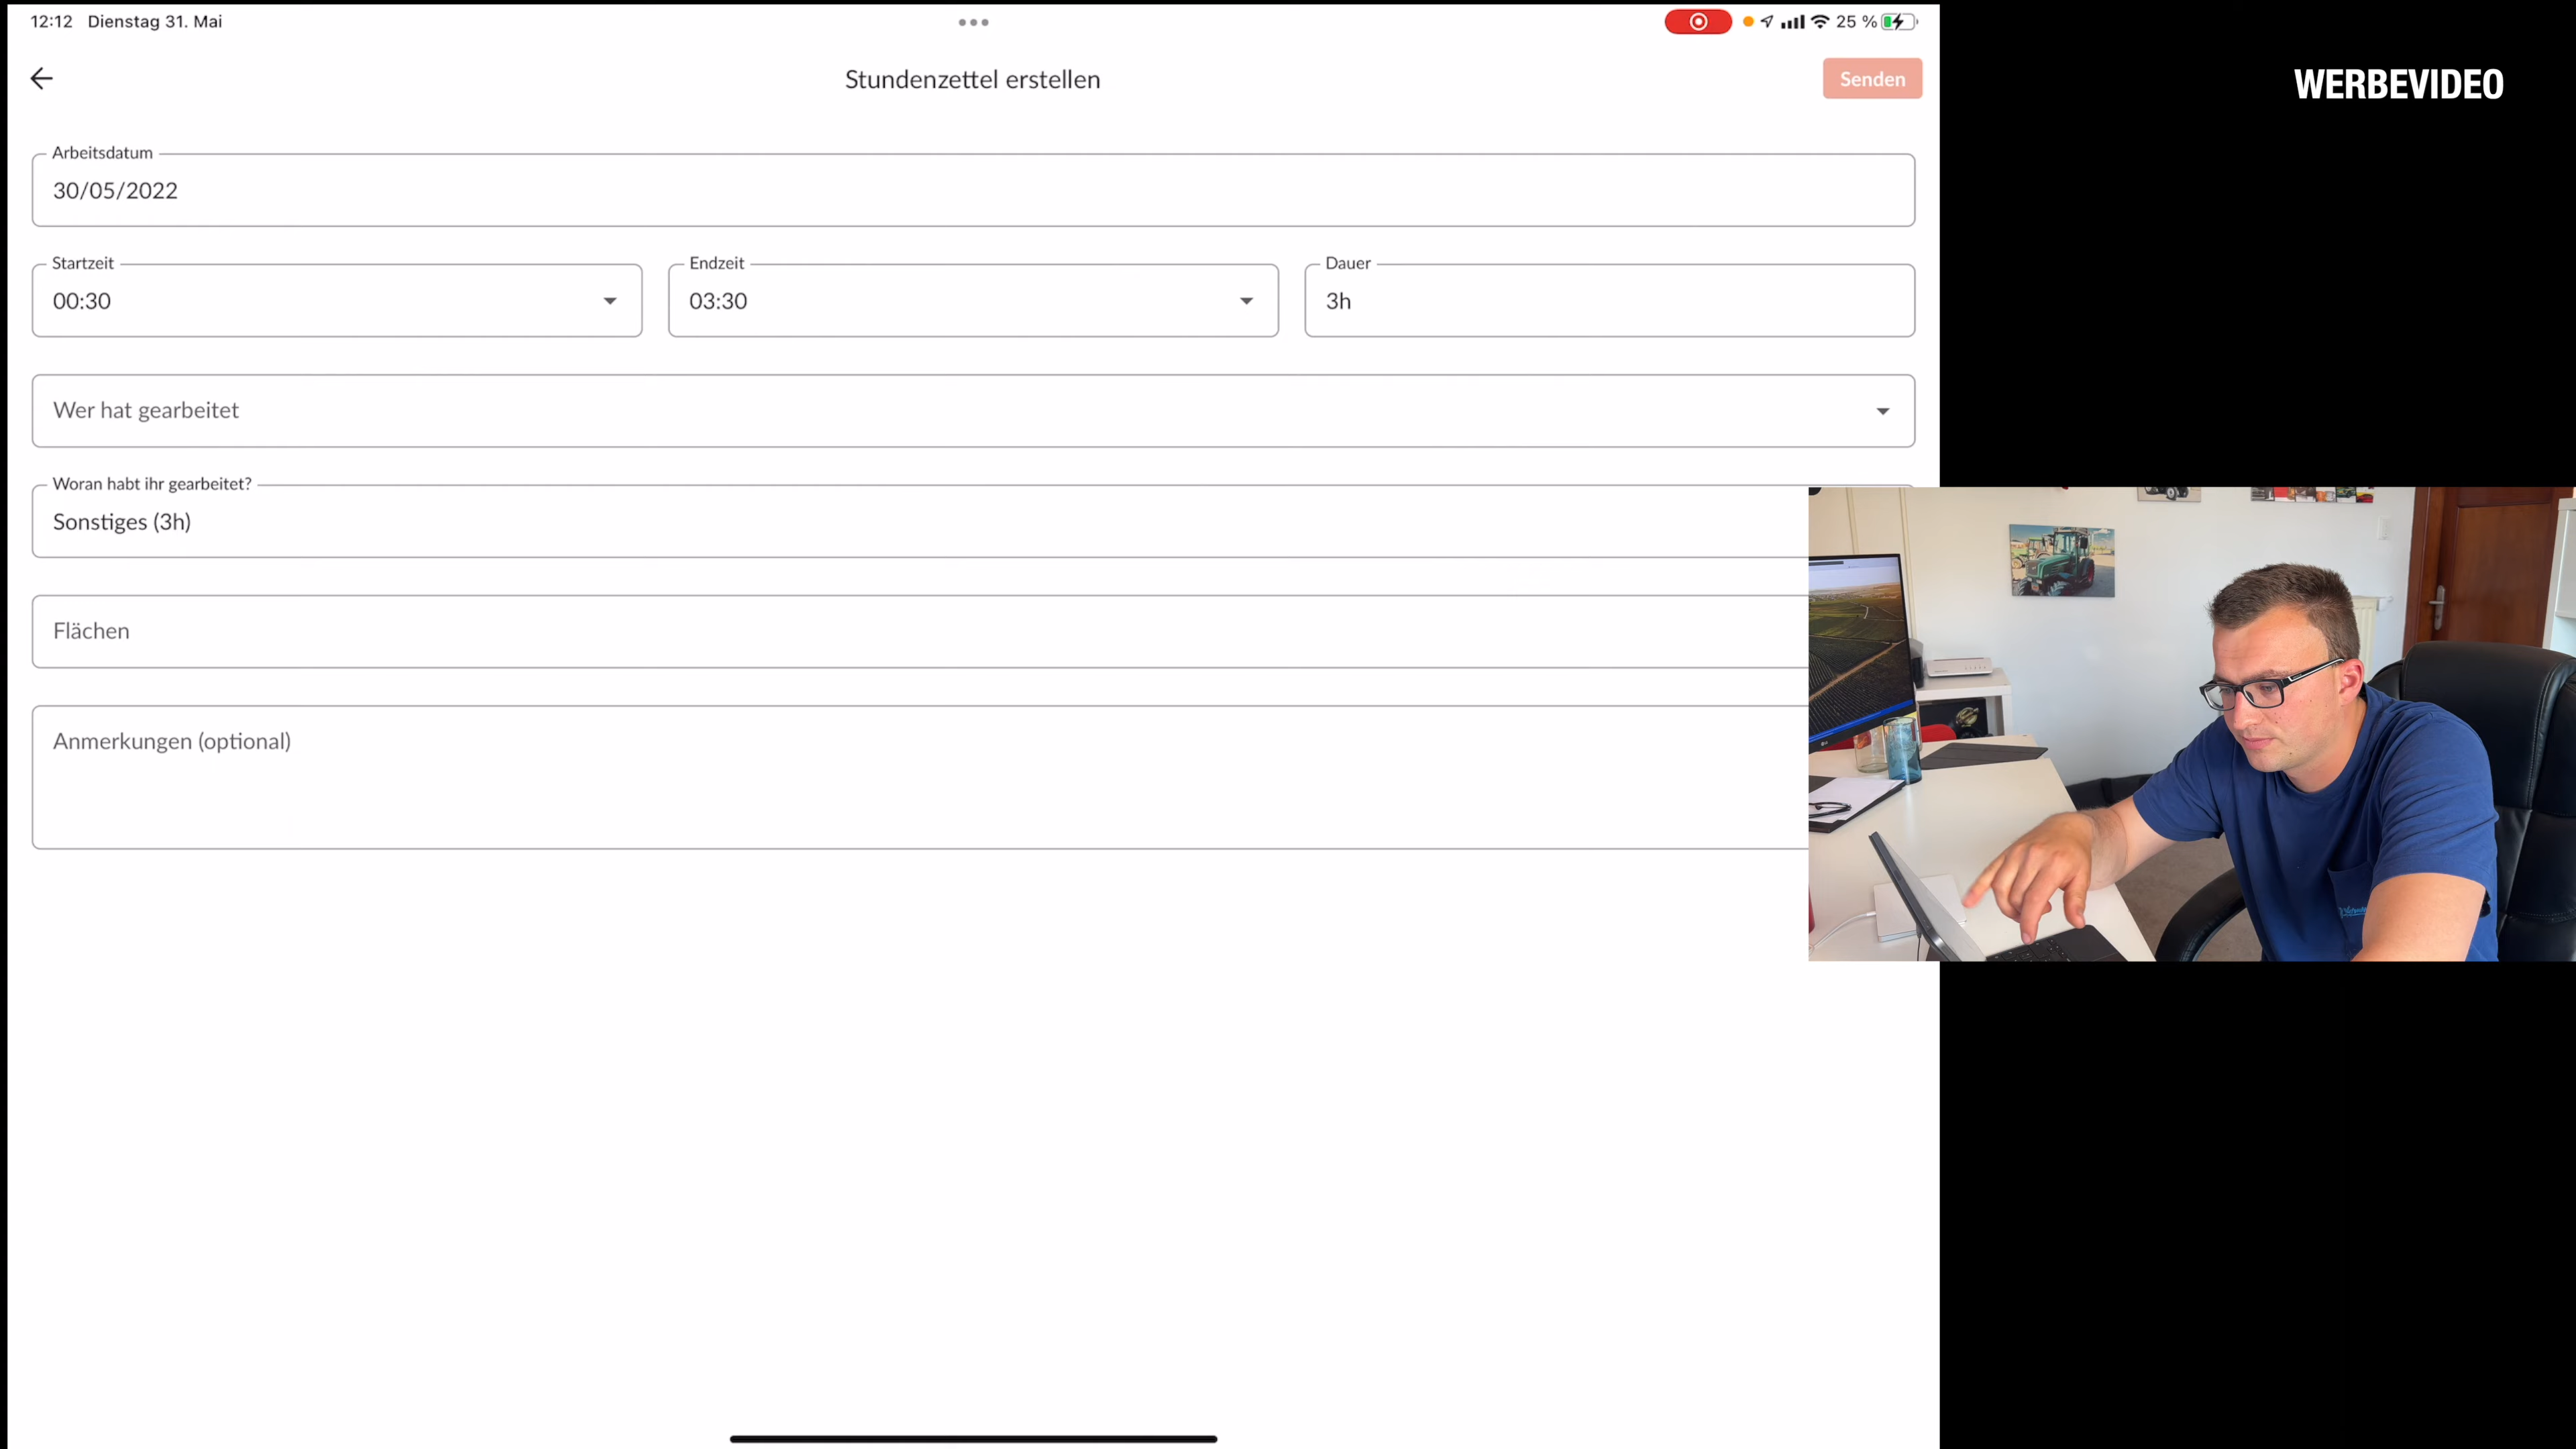 12:12 Dienstag 31. Mai
25 %
WERBEVIDEO
Stundenzettel erstellen
Senden
Arbeitsdatum
30/05/2022
Startzeit
00:30
Endzeit
03:30
Dauer
3h
Wer hat gearbeitet
Woran habt ihr gearbeitet?
Sonstiges (3h)
Flächen
Anmerkungen (optional)